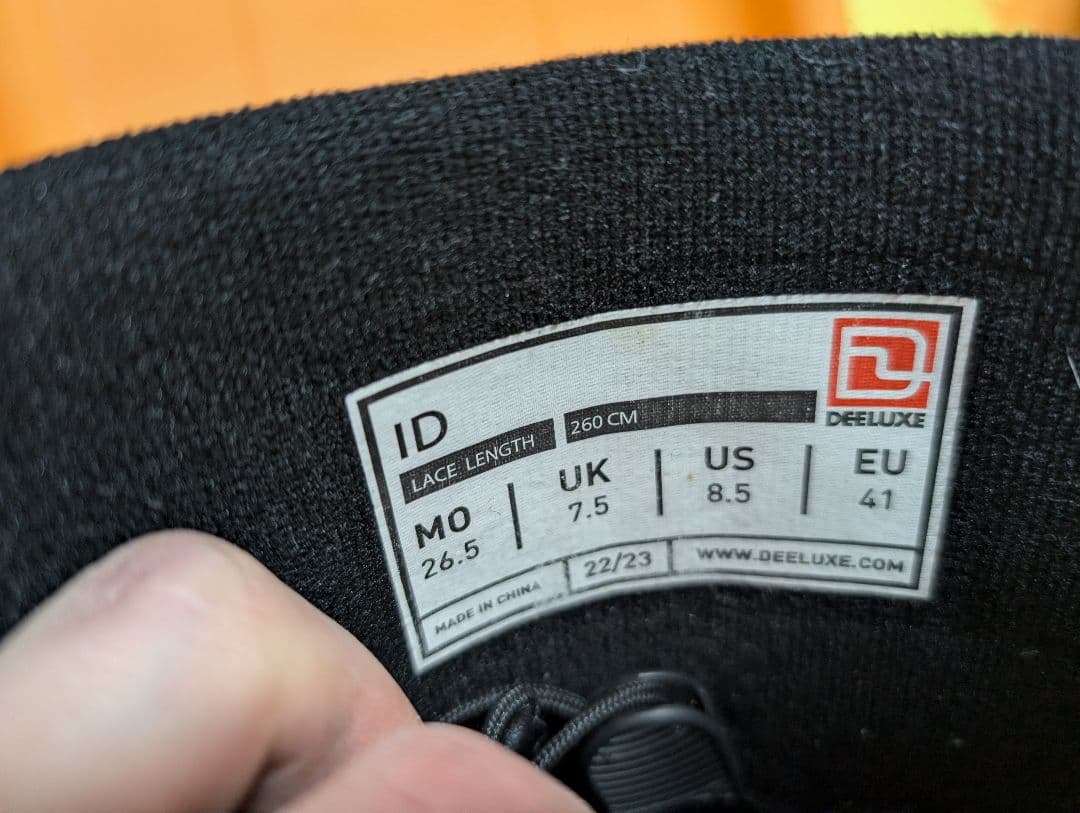 ID
DEELUXE
LACE LENGTH 260 CM
MO UK US EU
26.5 7.5 8.5 41
MADE IN CHINA 22/23 WWW.DEELUXE.COM